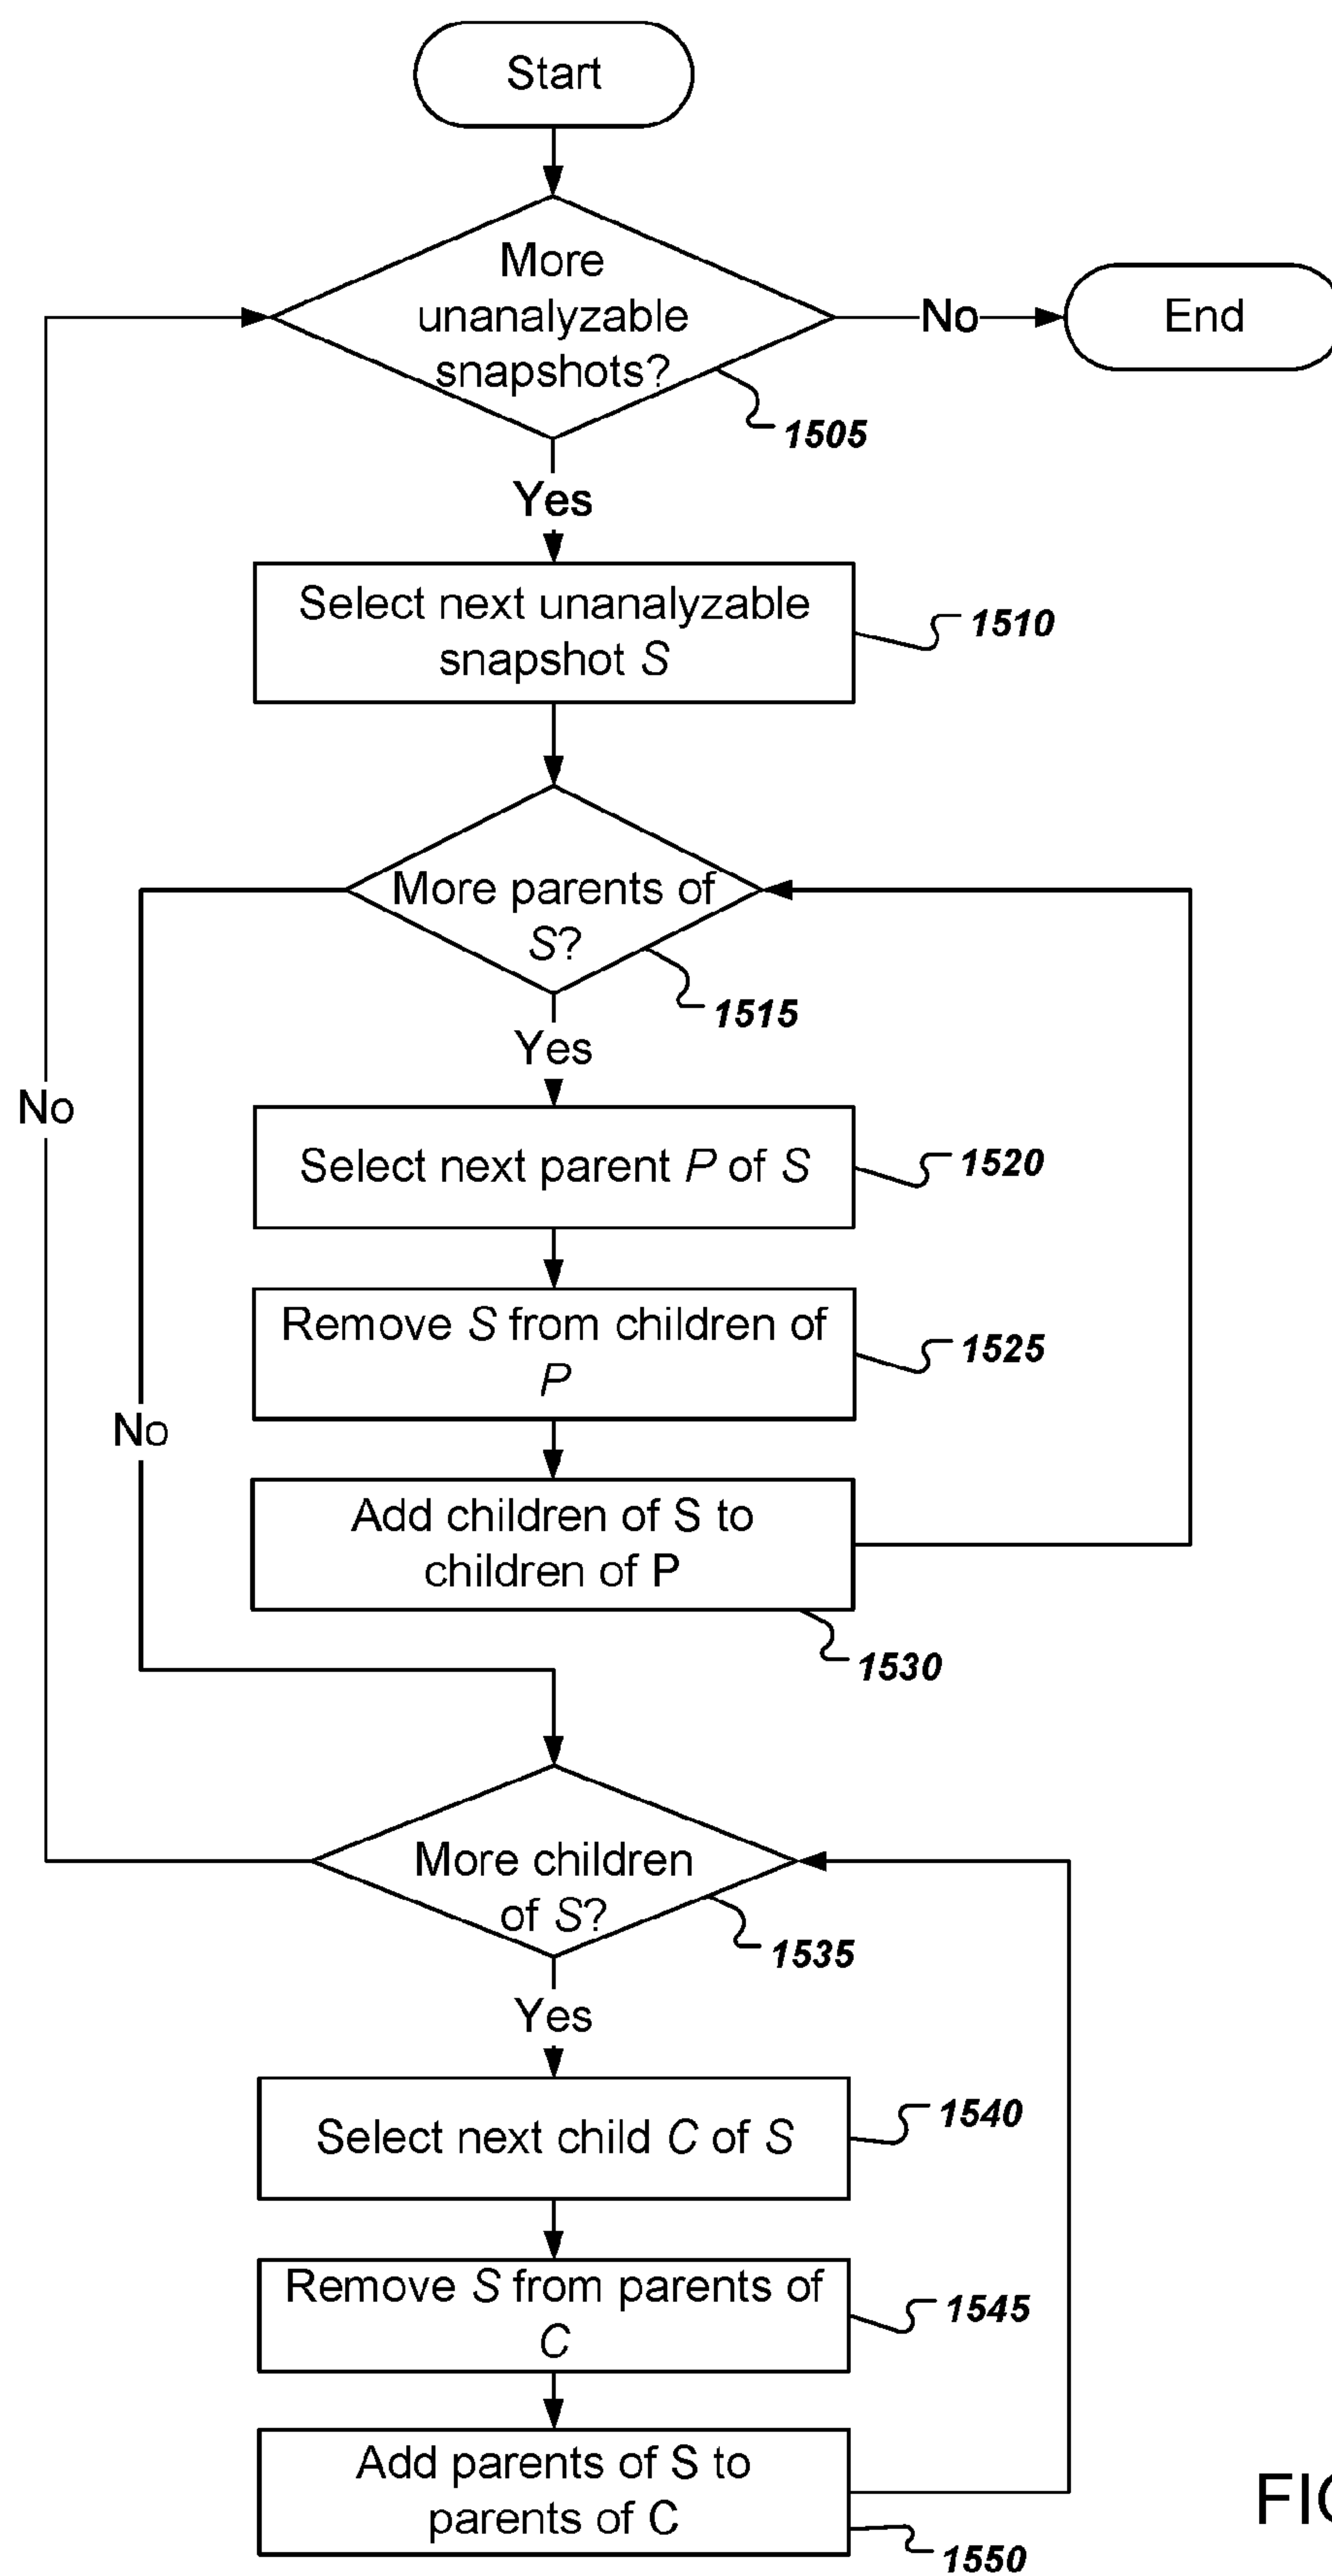 Start
More
unanalyzable
snapshots?
No
End
1505
Yes
Select next unanalyzable
snapshot S
1510
More parents of
S?
1515
Yes
No
Select next parent P of S
1520
Remove S from children of
P
1525
No
Add children of S to
children of P
1530
More children
of S?
1535
Yes
Select next child C of S
1540
Remove S from parents of
C
1545
Add parents of S to
parents of C
1550